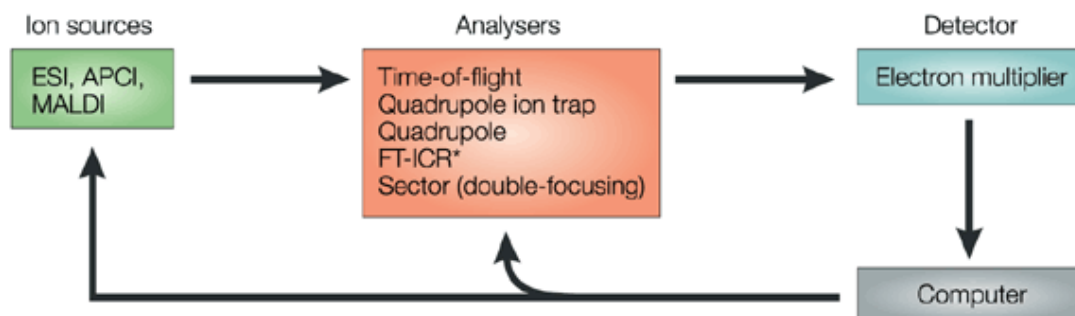 Ion sources
ESI, APCI,
MALDI
Analysers
Time-of-flight
Quadrupole ion trap
Quadrupole
FT-ICR*
Sector (double-focusing)
Detector
Electron multiplier
Computer